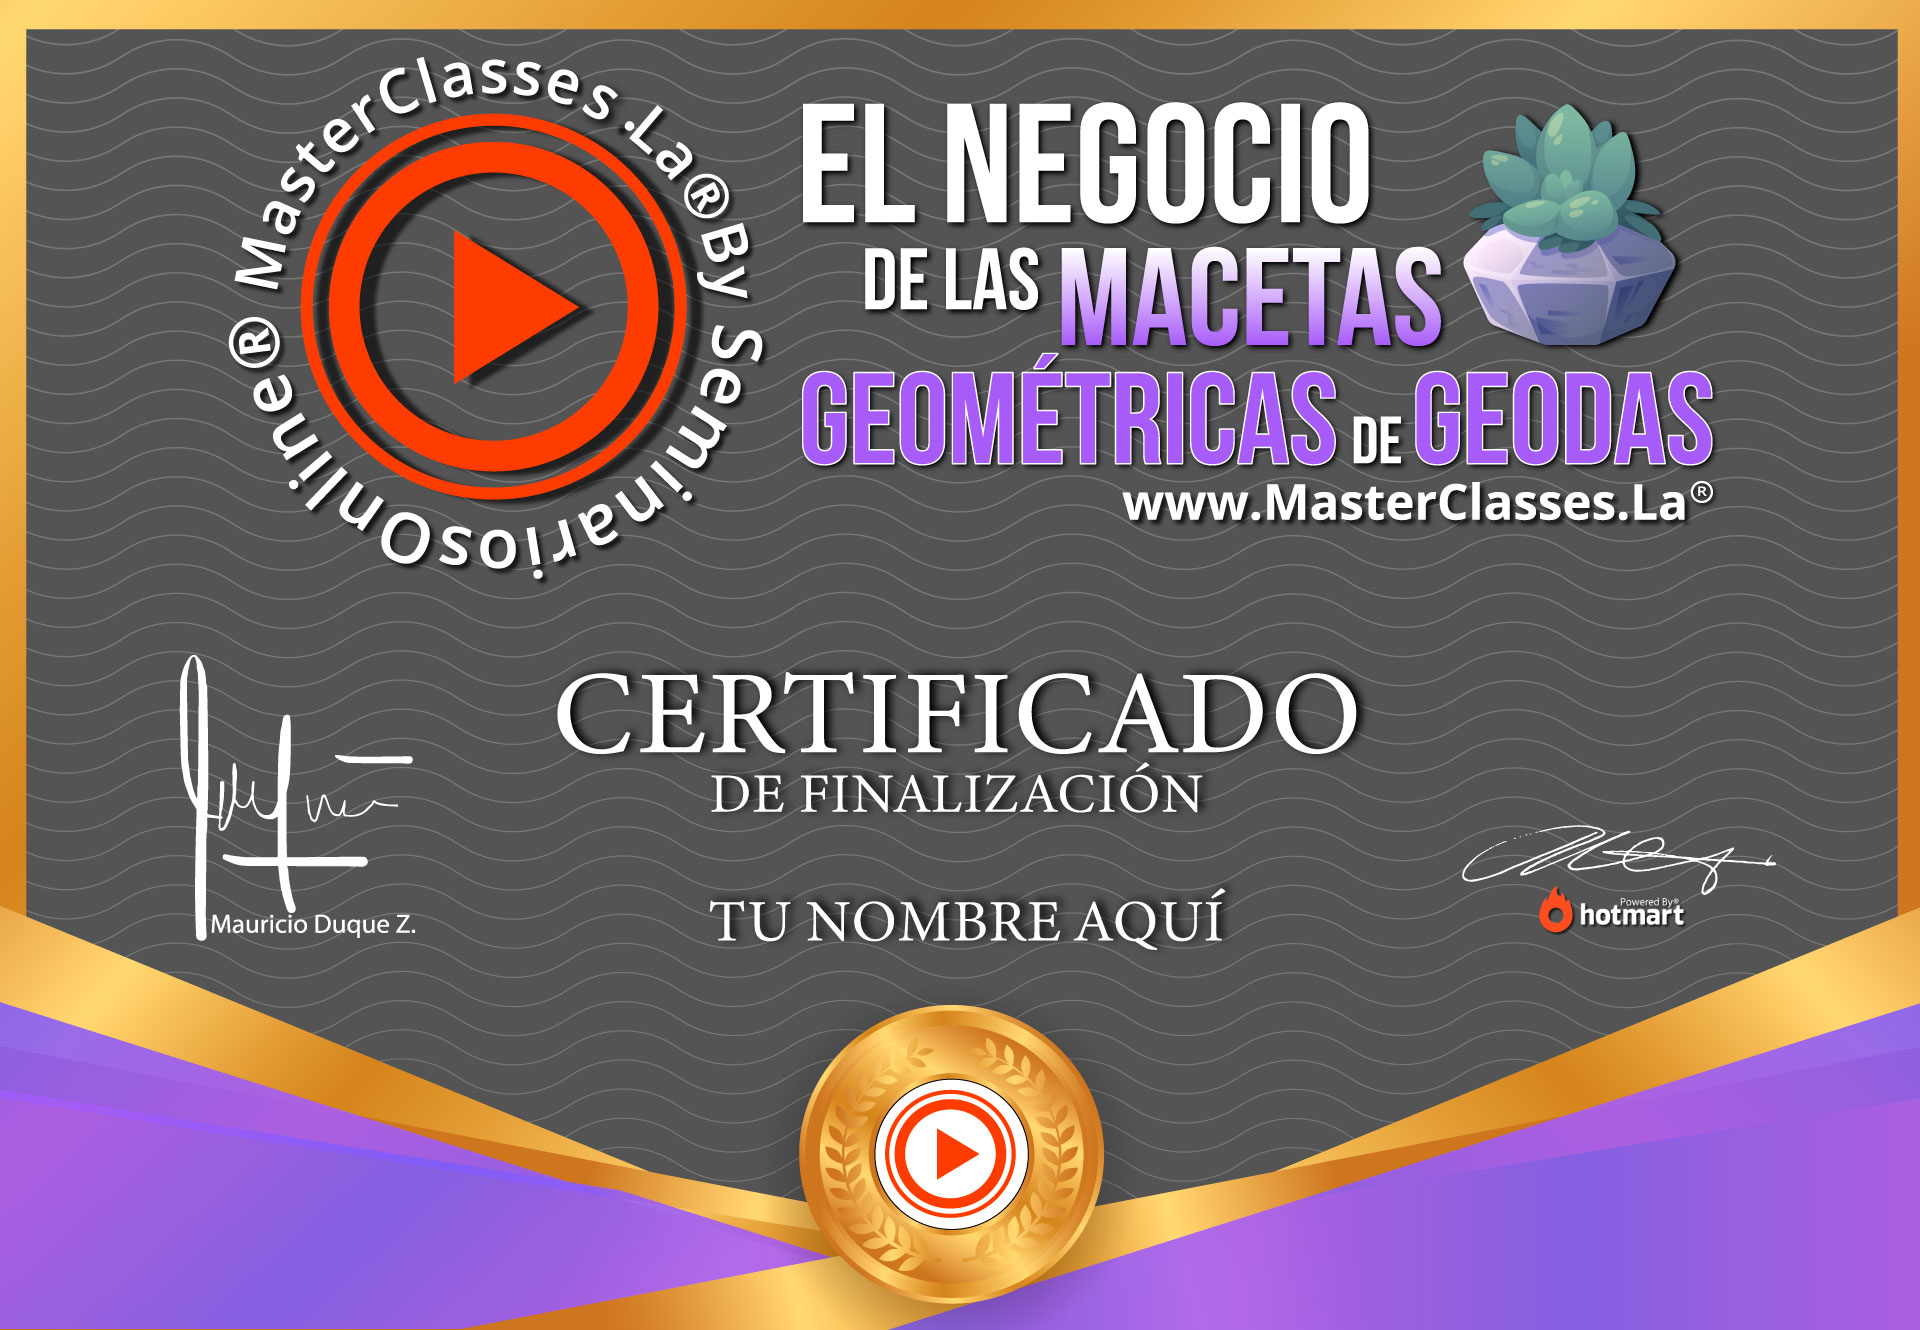 MasterClasses.La® By SeminariosOnline®
EL NEGOCIO
DE LAS MACETAS
GEOMÉTRICAS DE GEODAS
www.MasterClasses.La®
CERTIFICADO
DE FINALIZACIÓN
Mauricio Duque Z.
TU NOMBRE AQUÍ
Powered By®
hotmart